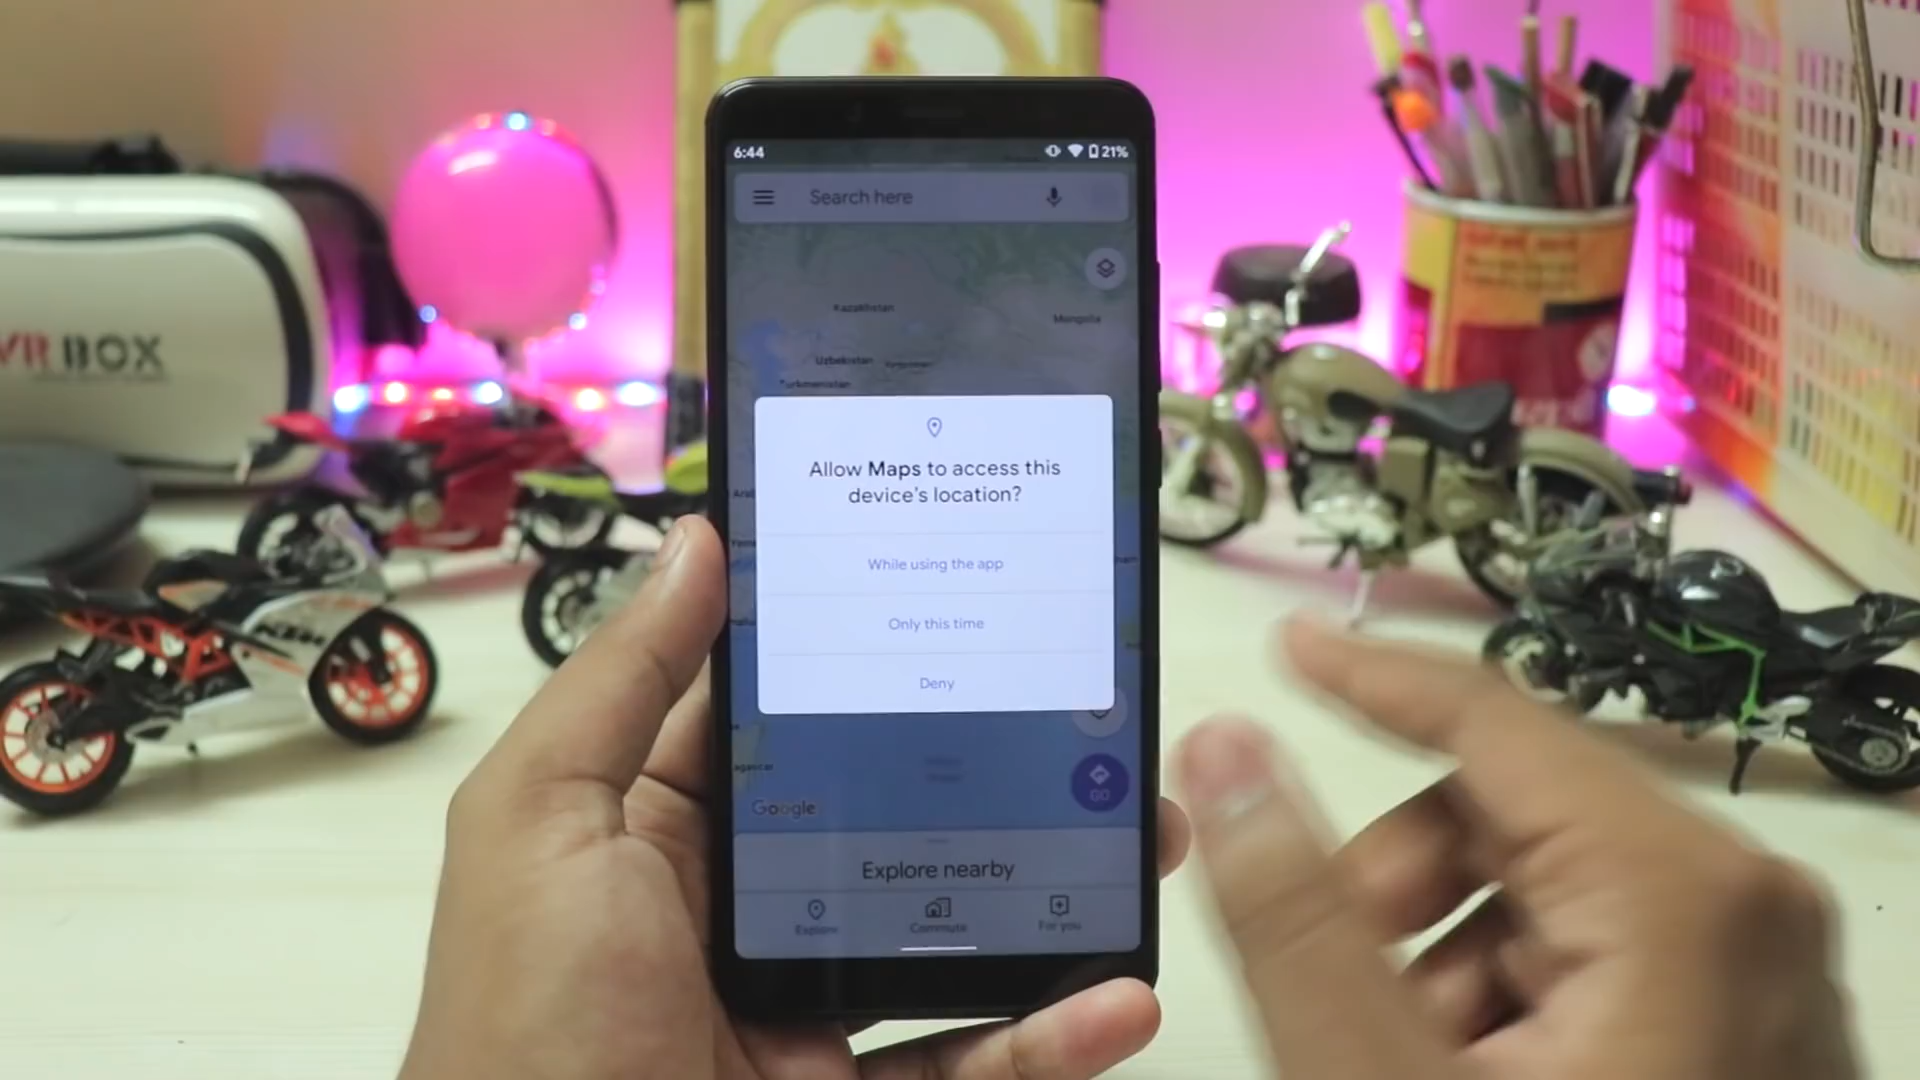 6:44
21%
Search here
Kazakhstan
Mongolia
Uzbekistan
Turkmenistan
VR BOX
Allow Maps to access this
device's location?
While using the app
Only this time
Deny
KTM
agascar
GO
Google
Explore nearby
Explore
Commute
For you